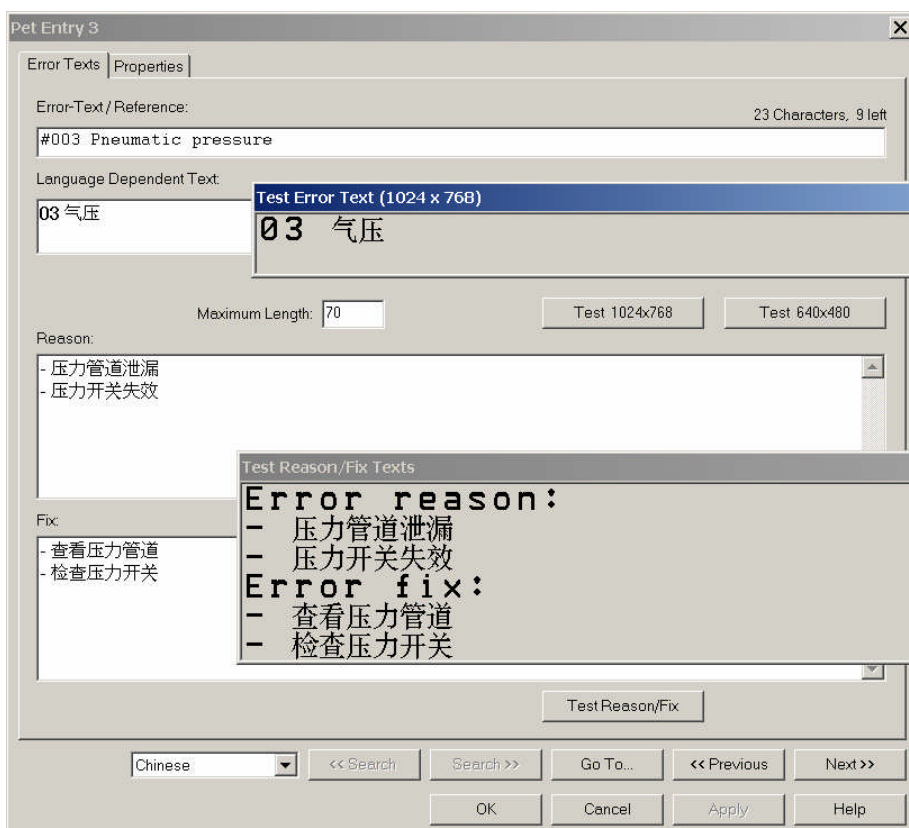 Pet Entry 3
Error Texts
Properties
Error-Text / Reference:
23 Characters, 9 left
#003 Pneumatic pressure
Language Dependent Text:
03 气压
Test Error Text (1024 x 768)
03 气压
Maximum Length:
70
Test 1024x768
Test 640x480
Reason:
- 压力管道泄漏
- 压力开关失效
Test Reason/Fix Texts
Error reason:
- 压力管道泄漏
- 压力开关失效
Error fix:
- 查看压力管道
- 检查压力开关
Fix:
- 查看压力管道
- 检查压力开关
Test Reason/Fix
Chinese
<< Search
Search >>
Go To...
<< Previous
Next >>
OK
Cancel
Apply
Help